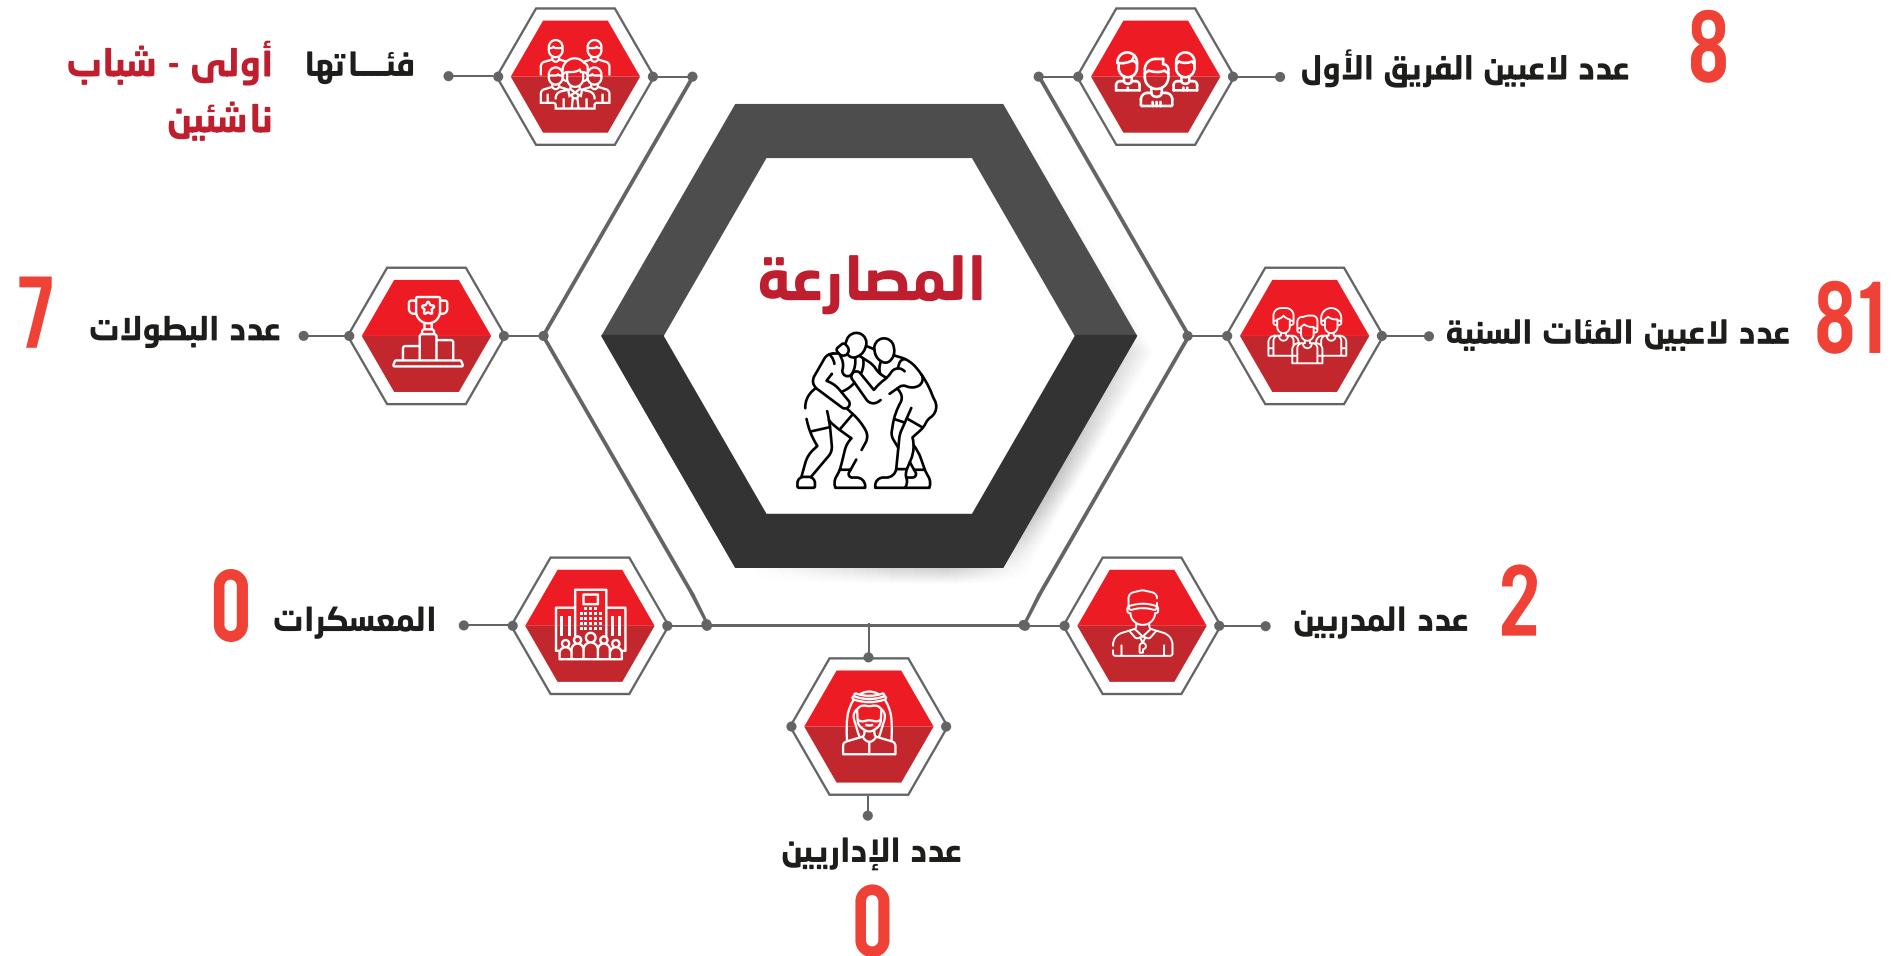 عدد لاعبين الفريق الأول 8
فئـــاتها أولى - شباب
ناشئين
المصارعة
عدد لاعبين الفئات السنية 81
عدد البطولات 7
عدد المدربين 2
المعسكرات 0
عدد الإداريين
0